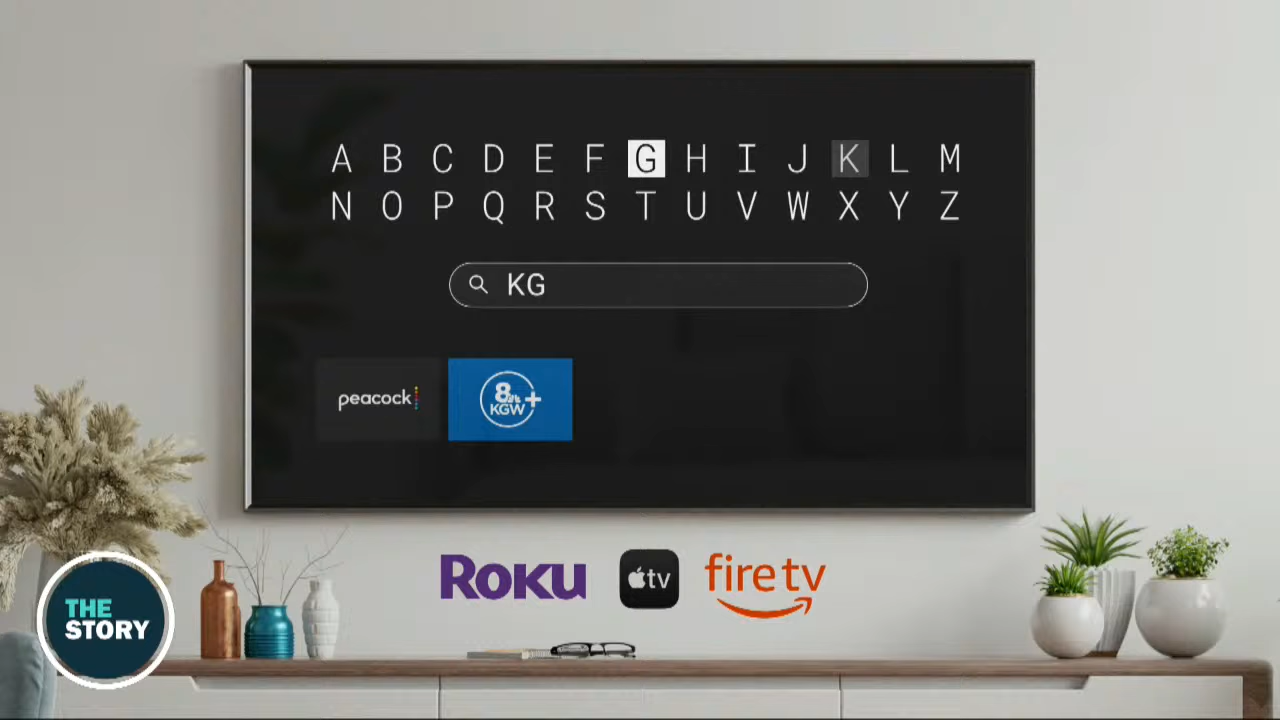 A B C D E F G H I J K L M
N O P Q R S T U V W X Y Z
KG
peacock
8
KGW+
ROKU
tv
fire tv
THE
STORY